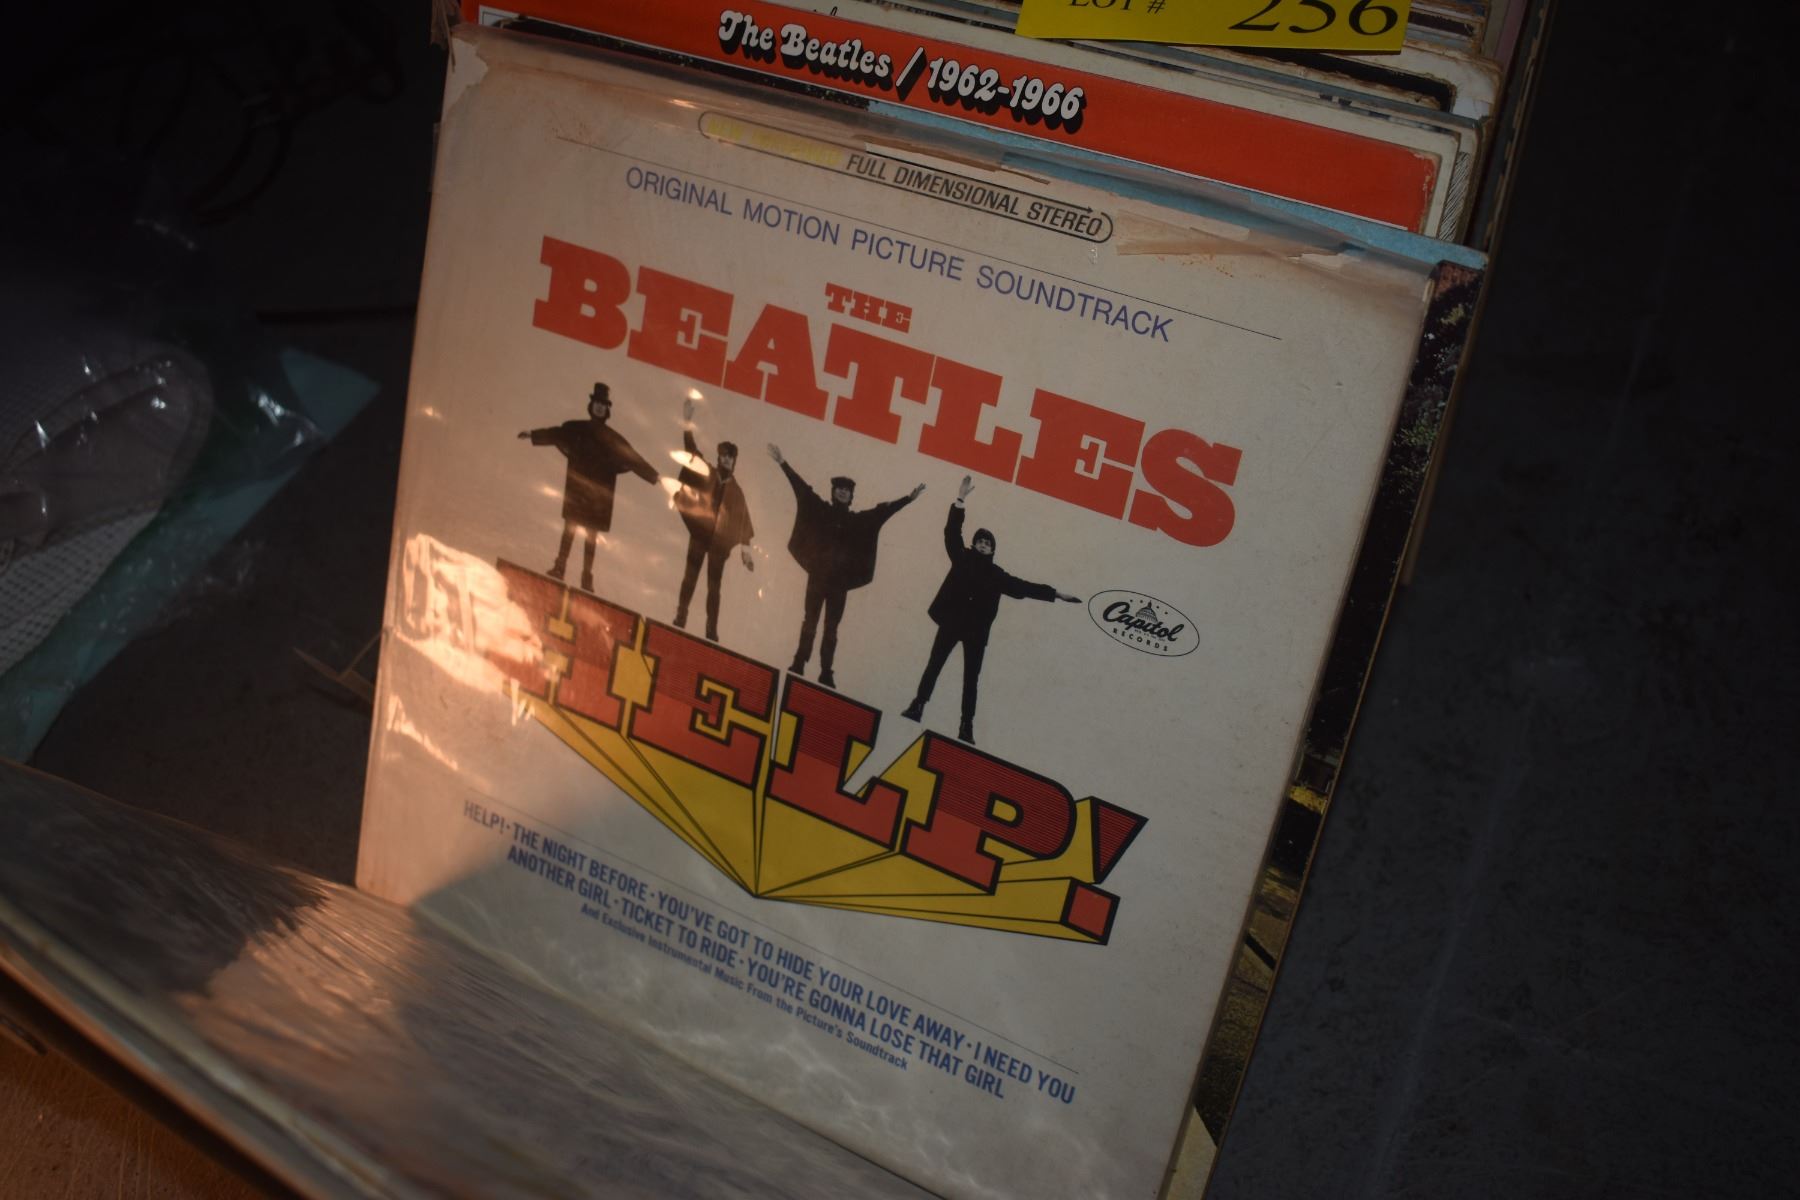 LOT # 256
The Beatles / 1962-1966
NEW IMPROVED FULL DIMENSIONAL STEREO
ORIGINAL MOTION PICTURE SOUNDTRACK
THE
BEATLES
Capitol
RECORDS
HELP!
HELP! · THE NIGHT BEFORE · YOU'VE GOT TO HIDE YOUR LOVE AWAY · I NEED YOU
ANOTHER GIRL · TICKET TO RIDE · YOU'RE GONNA LOSE THAT GIRL
And Exclusive Instrumental Music From the Picture's Soundtrack